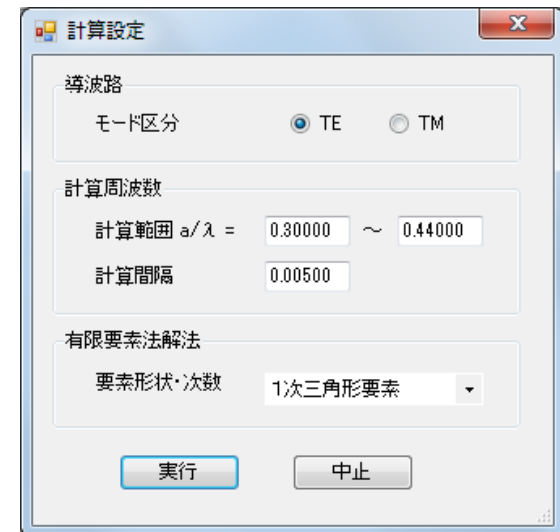 計算設定
導波路
モード区分 TE TM
計算周波数
計算範囲 a/λ = 0.30000 ～ 0.44000
計算間隔 0.00500
有限要素法解法
要素形状・次数 1次三角形要素
実行 中止